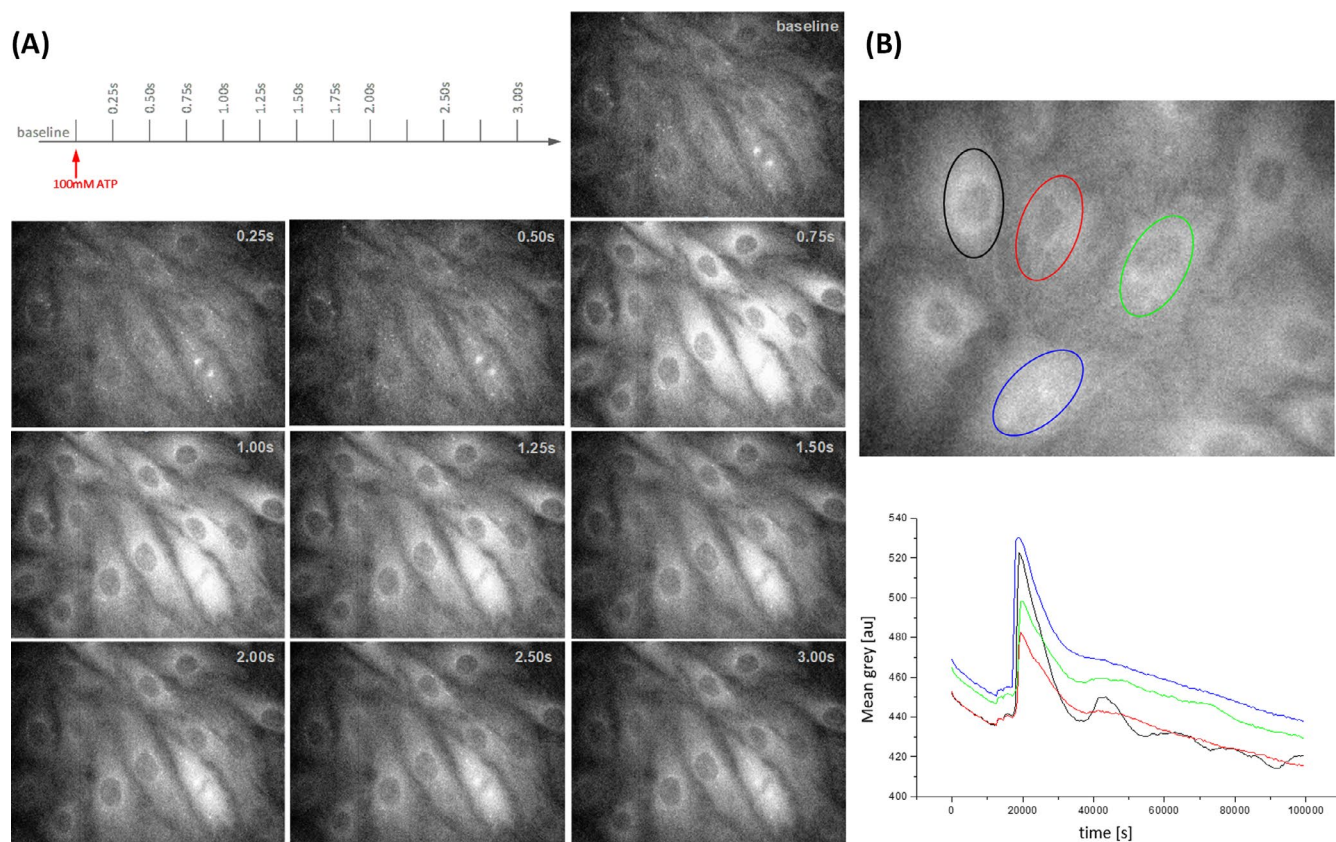 (A)
baseline
0.25s
0.50s
0.75s
1.00s
1.25s
1.50s
1.75s
2.00s
2.50s
3.00s
100mM ATP
baseline
0.25s
0.50s
0.75s
1.00s
1.25s
1.50s
2.00s
2.50s
3.00s
(B)
540
520
500
480
460
440
420
400
Mean grey [au]
0
20000
40000
60000
80000
100000
time [s]